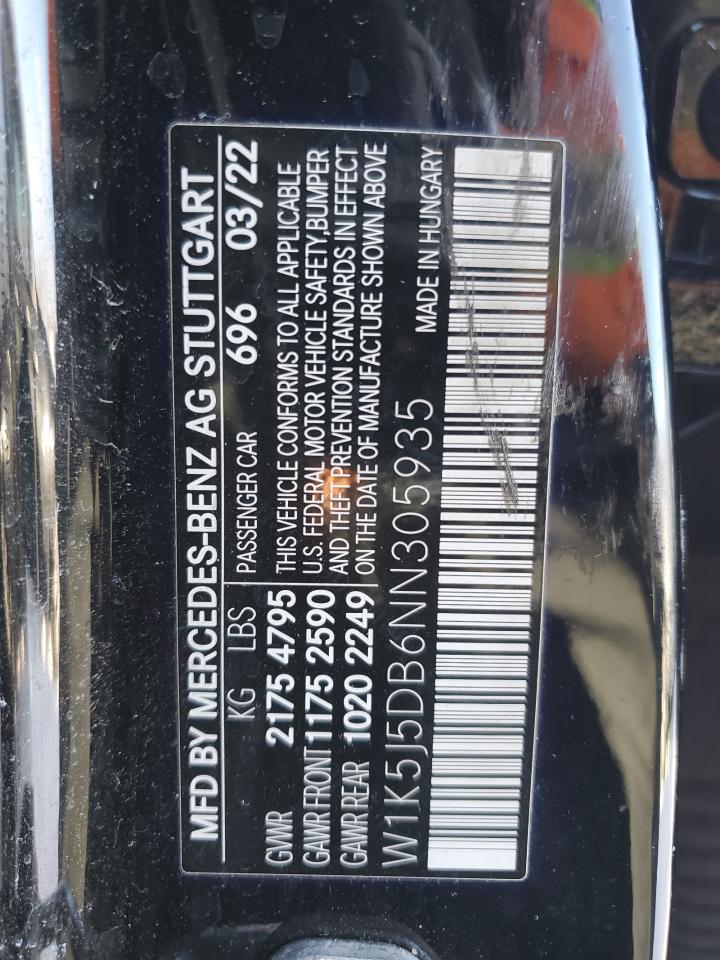 MFD BY MERCEDES-BENZ AG STUTTGART
KG LBS PASSENGER CAR 696 03/22
GWR 2175 4795 THIS VEHICLE CONFORMS TO ALL APPLICABLE
GAWR FRONT 1175 2590 U.S. FEDERAL MOTOR VEHICLE SAFETY,BUMPER
AND THEFT PREVENTION STANDARDS IN EFFECT
GAWR REAR 1020 2249 ON THE DATE OF MANUFACTURE SHOWN ABOVE
W1K5J5DB6NN305935 MADE IN HUNGARY